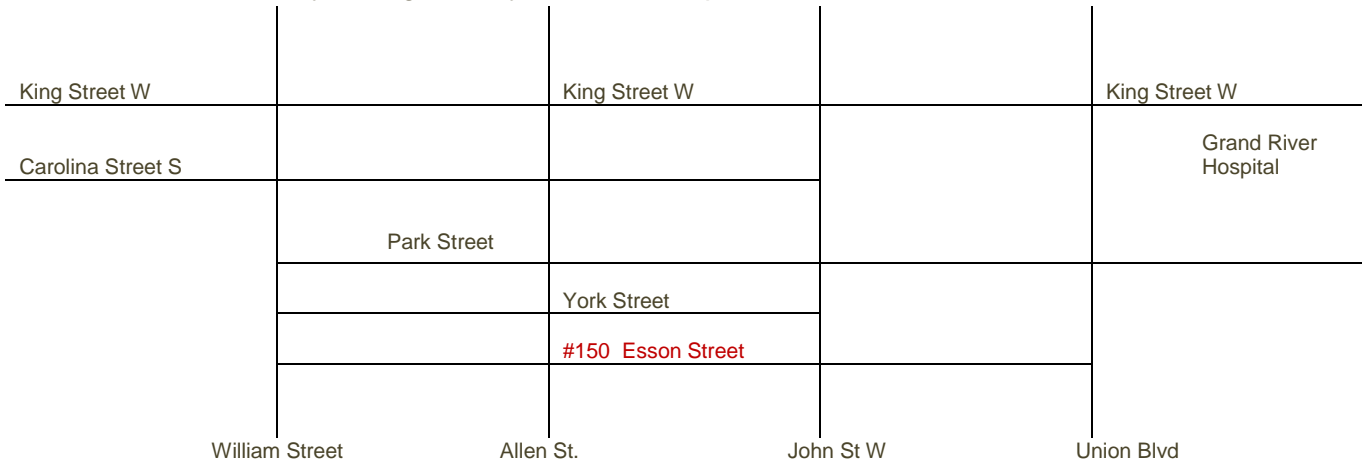 King Street W
King Street W
King Street W
Grand River
Hospital
Carolina Street S
Park Street
York Street
#150 Esson Street
William Street
Allen St.
John St W
Union Blvd